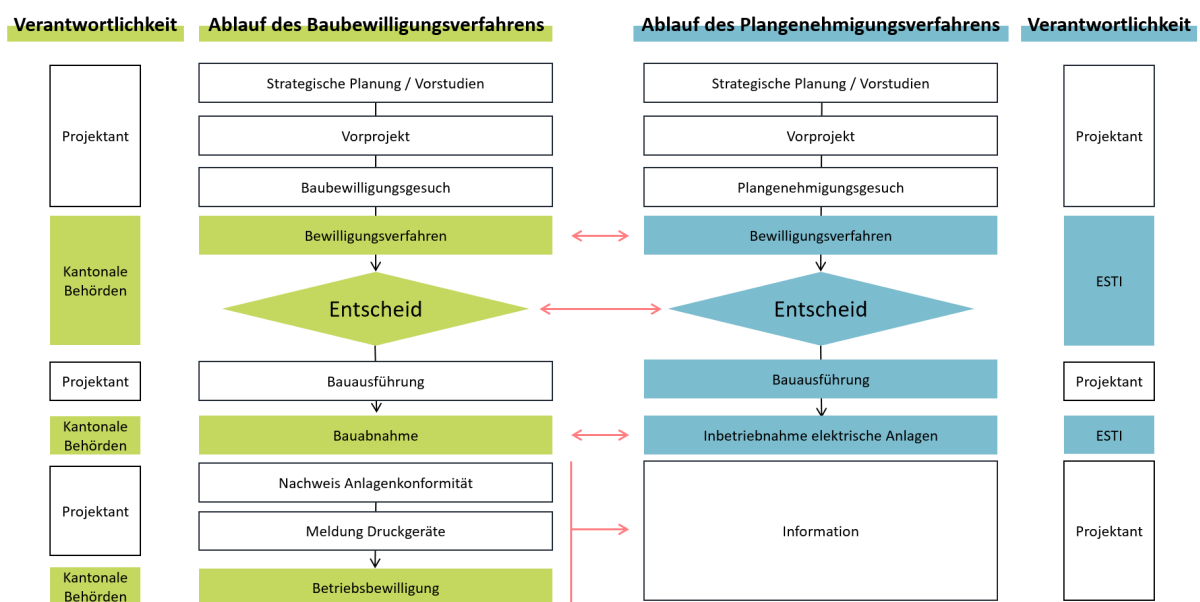 Verantwortlichkeit Ablauf des Baubewilligungsverfahrens Ablauf des Plangenehmigungsverfahrens Verantwortlichkeit
Projektant
Strategische Planung / Vorstudien
Vorprojekt
Baubewilligungsgesuch
Strategische Planung / Vorstudien
Vorprojekt
Plangenehmigungsgesuch
Projektant
Kantonale
Behörden
Bewilligungsverfahren
Entscheid
Bewilligungsverfahren
Entscheid
ESTI
Projektant
Bauausführung
Bauausführung
Projektant
Kantonale
Behörden
Bauabnahme
Inbetriebnahme elektrische Anlagen
ESTI
Projektant
Nachweis Anlagenkonformität
Meldung Druckgeräte
Information
Projektant
Kantonale
Behörden
Betriebsbewilligung